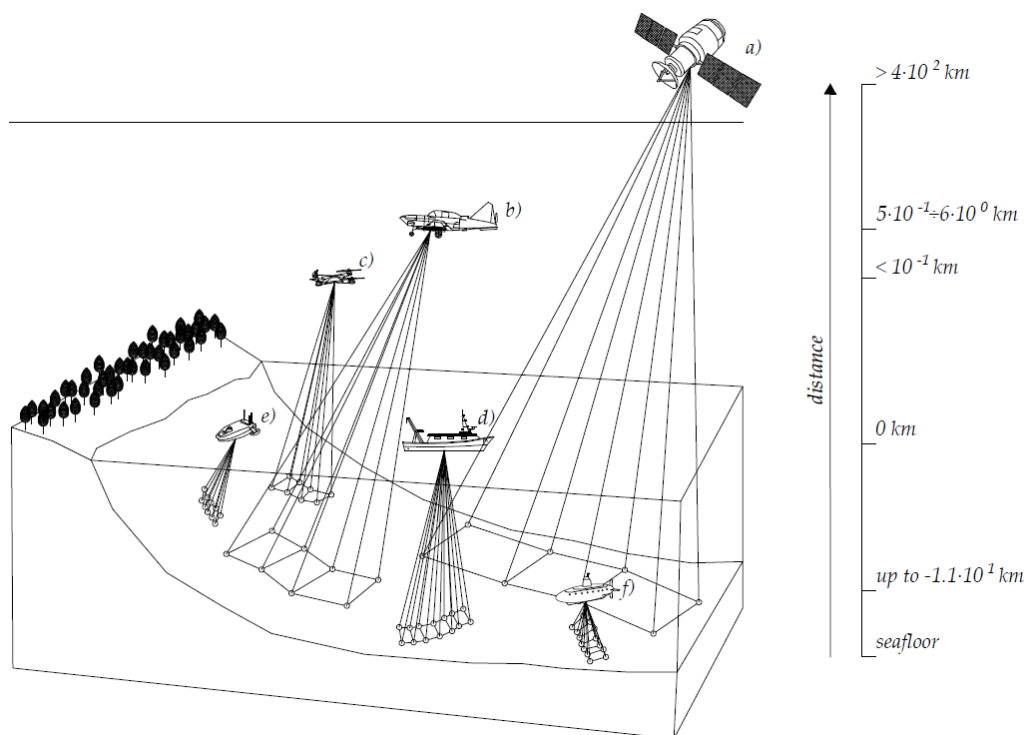 a)
> 4·10 ² km
b)
5·10 ⁻¹÷6·10 ⁰ km
c)
< 10 ⁻¹ km
distance
e)
d)
0 km
f)
up to -1.1·10 ¹ km
seafloor